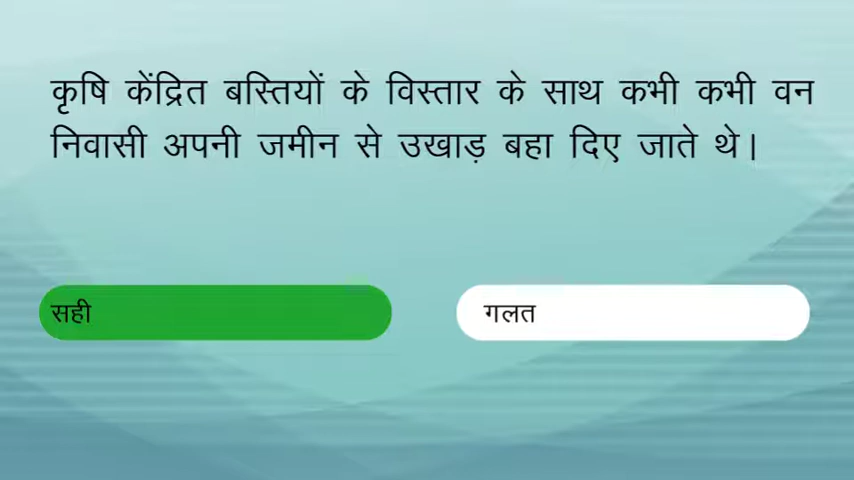 कृषि केंद्रित बस्तियों के विस्तार के साथ कभी कभी वन
निवासी अपनी जमीन से उखाड़ बहा दिए जाते थे।
सही
गलत